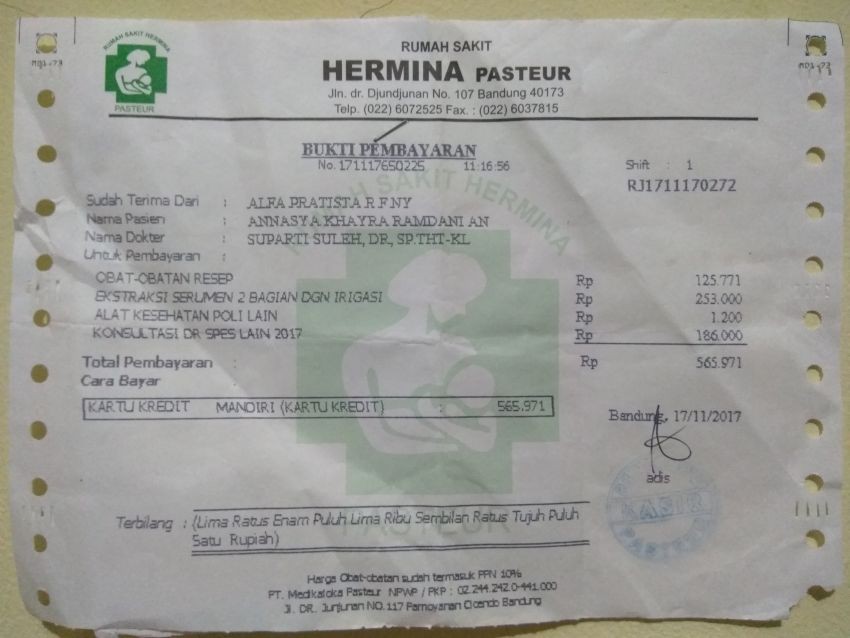 RUMAH SAKIT HERMINA
PASTEUR
RUMAH SAKIT
HERMINA PASTEUR
Jln. dr. Djundjunan No. 107 Bandung 40173
Telp. (022) 6072525 Fax. : (022) 6037815
BUKTI PEMBAYARAN
No. 171117650225 11:16:56
Shift : 1
RJ1711170272
Sudah Terima Dari : ALFA PRATISTA R F.NY
Nama Pasien : ANNASYA KHAYRA RAMDANI AN
Nama Dokter : SUPARTI SULEH, DR, SP.THT-KL
Untuk Pembayaran :
OBAT-OBATAN RESEP Rp 125.771
EKSTRAKSI SERUMEN 2 BAGIAN DGN IRIGASI Rp 253.000
ALAT KESEHATAN POLI LAIN Rp 1.200
KONSULTASI DR SPES LAIN 2017 Rp 186.000
Total Pembayaran : Rp 565.971
Cara Bayar
KARTU KREDIT MANDIRI (KARTU KREDIT) : 565.971
Bandung, 17/11/2017
adis
KASIR
RUMAH SAKIT HERMINA
PASTEUR
Terbilang : (Lima Ratus Enam Puluh Lima Ribu Sembilan Ratus Tujuh Puluh
Satu Rupiah)
Harga Obat-obatan sudah termasuk PPN 10%
PT. Medikaloka Pasteur NPWP / PKP : 02.244.242.0-441.000
Jl. DR. Junjunan NO.117 Pamoyanan Cicendo Bandung